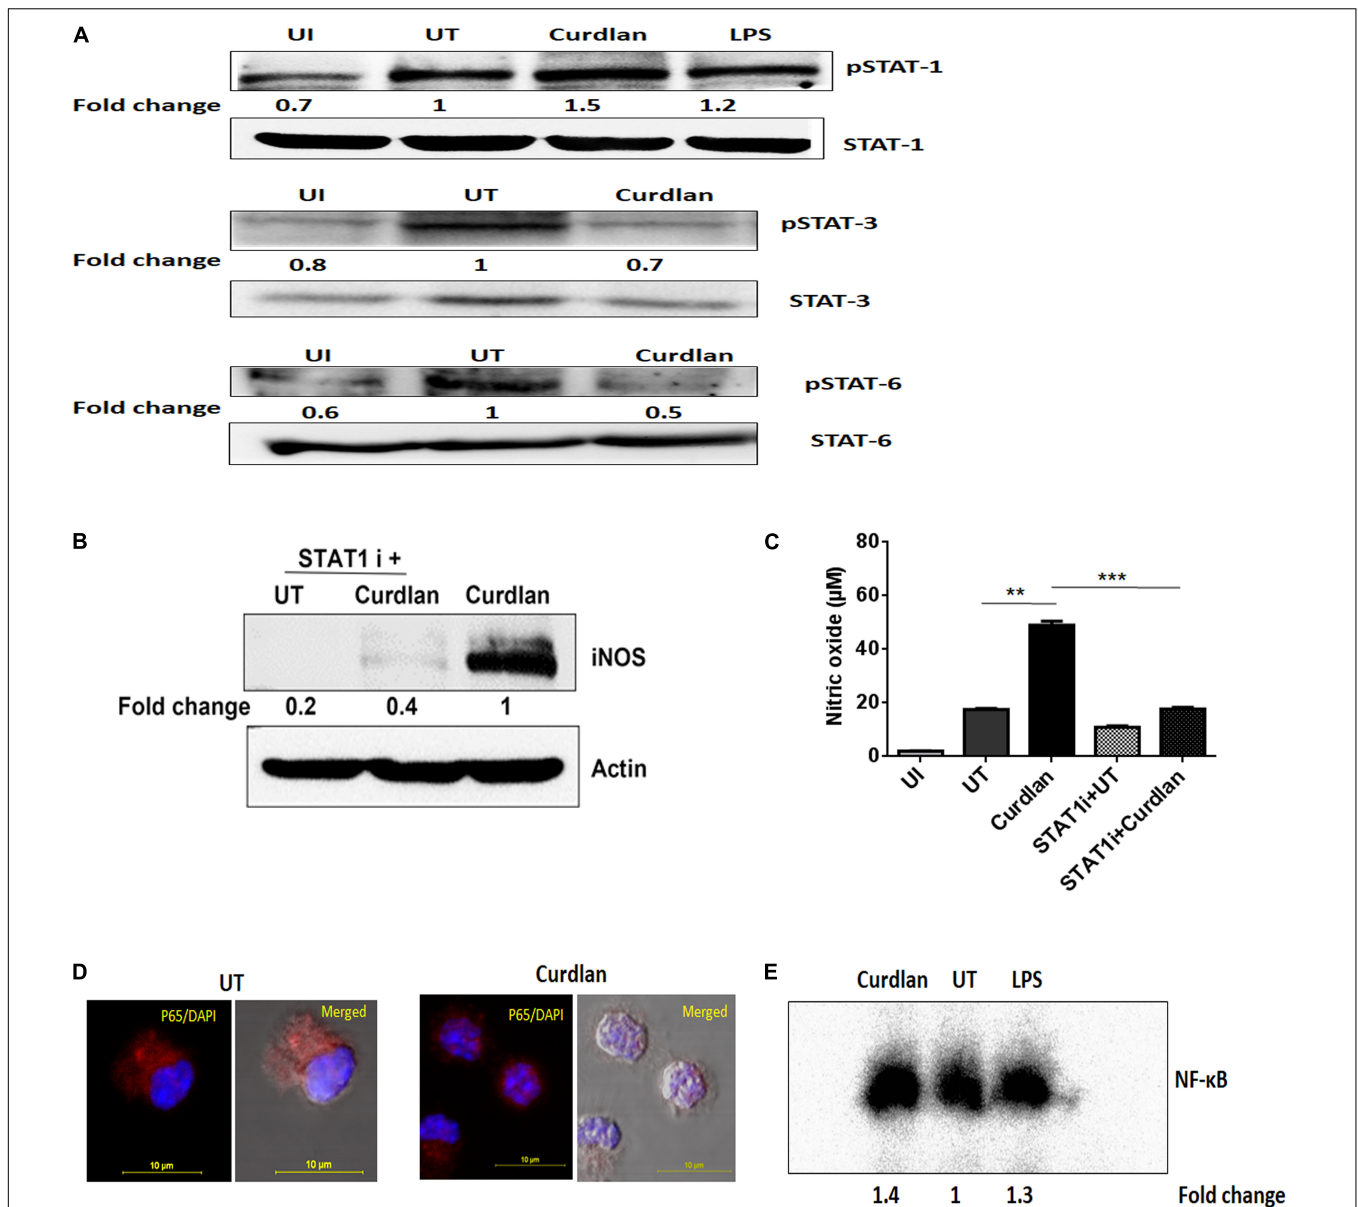 A
UI UT Curdlan LPS
pSTAT-1
Fold change 0.7 1 1.5 1.2
STAT-1
UI UT Curdlan
pSTAT-3
Fold change 0.8 1 0.7
STAT-3
UI UT Curdlan
pSTAT-6
Fold change 0.6 1 0.5
STAT-6
B
STAT1 i +
UT Curdlan Curdlan
iNOS
Fold change 0.2 0.4 1
Actin
C
Nitric oxide (µM)
80
60
40
20
0
** ***
UI UT Curdlan STAT1i+UT STAT1i+Curdlan
D
UT
P65/DAPI Merged
10 µm 10 µm
Curdlan
P65/DAPI Merged
10 µm 10 µm
E
Curdlan UT LPS
NF-κB
1.4 1 1.3 Fold change